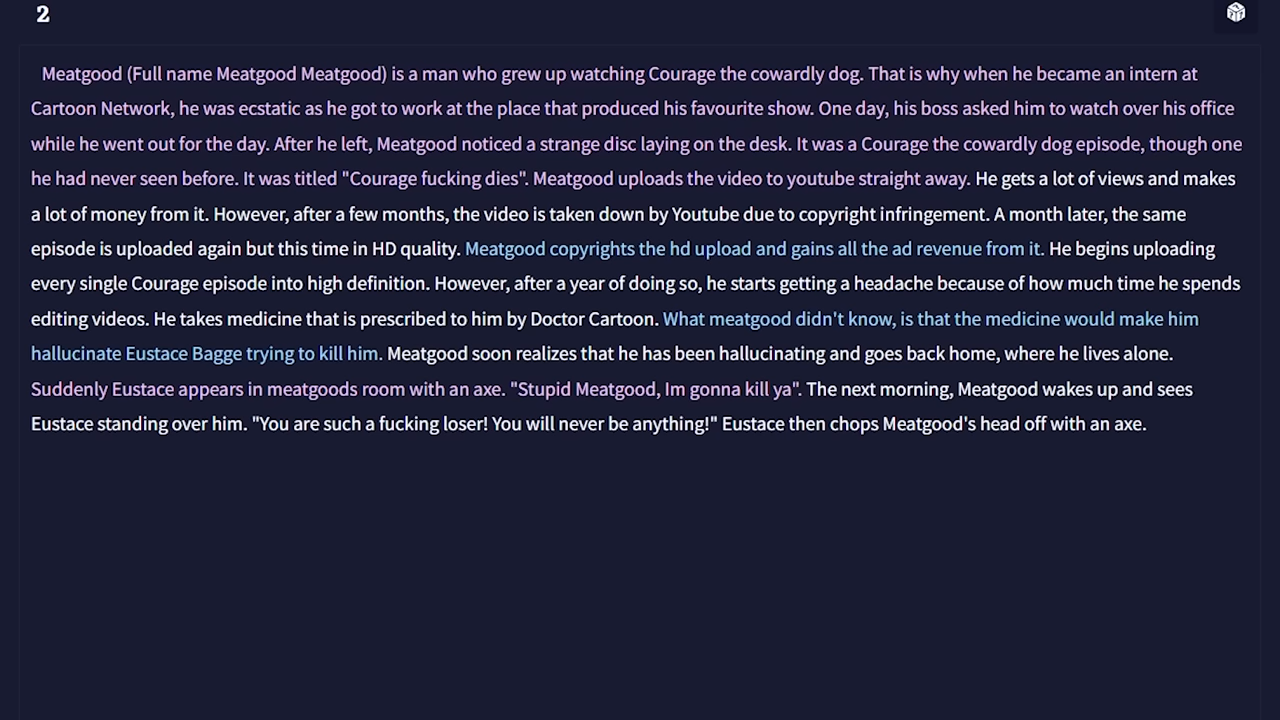 2
Meatgood (Full name Meatgood Meatgood) is a man who grew up watching Courage the cowardly dog. That is why when he became an intern at
Cartoon Network, he was ecstatic as he got to work at the place that produced his favourite show. One day, his boss asked him to watch over his office
while he went out for the day. After he left, Meatgood noticed a strange disc laying on the desk. It was a Courage the cowardly dog episode, though one
he had never seen before. It was titled "Courage fucking dies". Meatgood uploads the video to youtube straight away. He gets a lot of views and makes
a lot of money from it. However, after a few months, the video is taken down by Youtube due to copyright infringement. A month later, the same
episode is uploaded again but this time in HD quality. Meatgood copyrights the hd upload and gains all the ad revenue from it. He begins uploading
every single Courage episode into high definition. However, after a year of doing so, he starts getting a headache because of how much time he spends
editing videos. He takes medicine that is prescribed to him by Doctor Cartoon. What meatgood didn't know, is that the medicine would make him
hallucinate Eustace Bagge trying to kill him. Meatgood soon realizes that he has been hallucinating and goes back home, where he lives alone.
Suddenly Eustace appears in meatgoods room with an axe. "Stupid Meatgood, Im gonna kill ya". The next morning, Meatgood wakes up and sees
Eustace standing over him. "You are such a fucking loser! You will never be anything!" Eustace then chops Meatgood's head off with an axe.